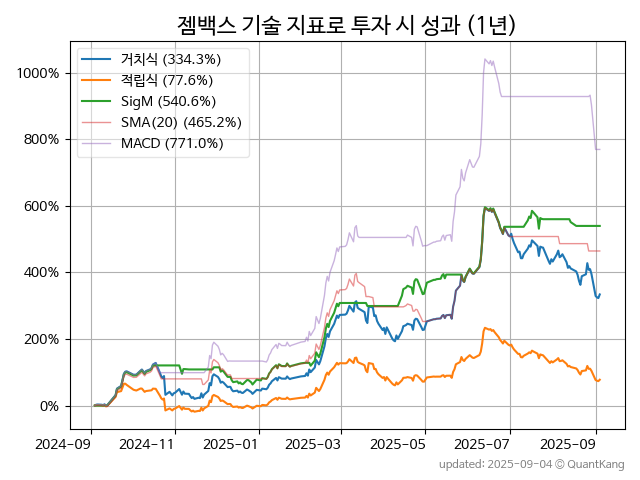 젬백스 기술 지표로 투자 시 성과 (1년)
거치식 (334.3%)
적립식 (77.6%)
SigM (540.6%)
SMA(20) (465.2%)
MACD (771.0%)
1000%
800%
600%
400%
200%
0%
2024-09 2024-11 2025-01 2025-03 2025-05 2025-07 2025-09
updated: 2025-09-04 © QuantKang